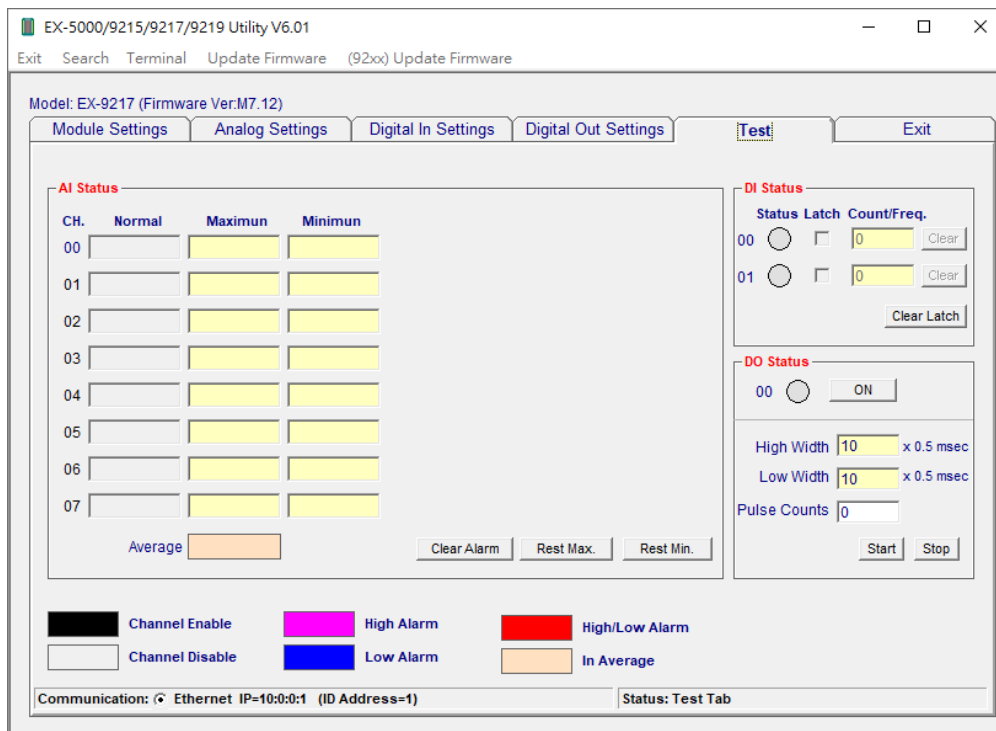 EX-5000/9215/9217/9219 Utility V6.01
Exit Search Terminal Update Firmware (92xx) Update Firmware
Model: EX-9217 (Firmware Ver:M7.12)
Module Settings Analog Settings Digital In Settings Digital Out Settings Test Exit
AI Status
CH. Normal Maximun Minimun
00
01
02
03
04
05
06
07
Average
Clear Alarm Rest Max. Rest Min.
DI Status
Status Latch Count/Freq.
00 0 Clear
01 0 Clear
Clear Latch
DO Status
00 ON
High Width 10 x 0.5 msec
Low Width 10 x 0.5 msec
Pulse Counts 0
Start Stop
Channel Enable High Alarm High/Low Alarm
Channel Disable Low Alarm In Average
Communication: Ethernet IP=10:0:0:1 (ID Address=1) Status: Test Tab